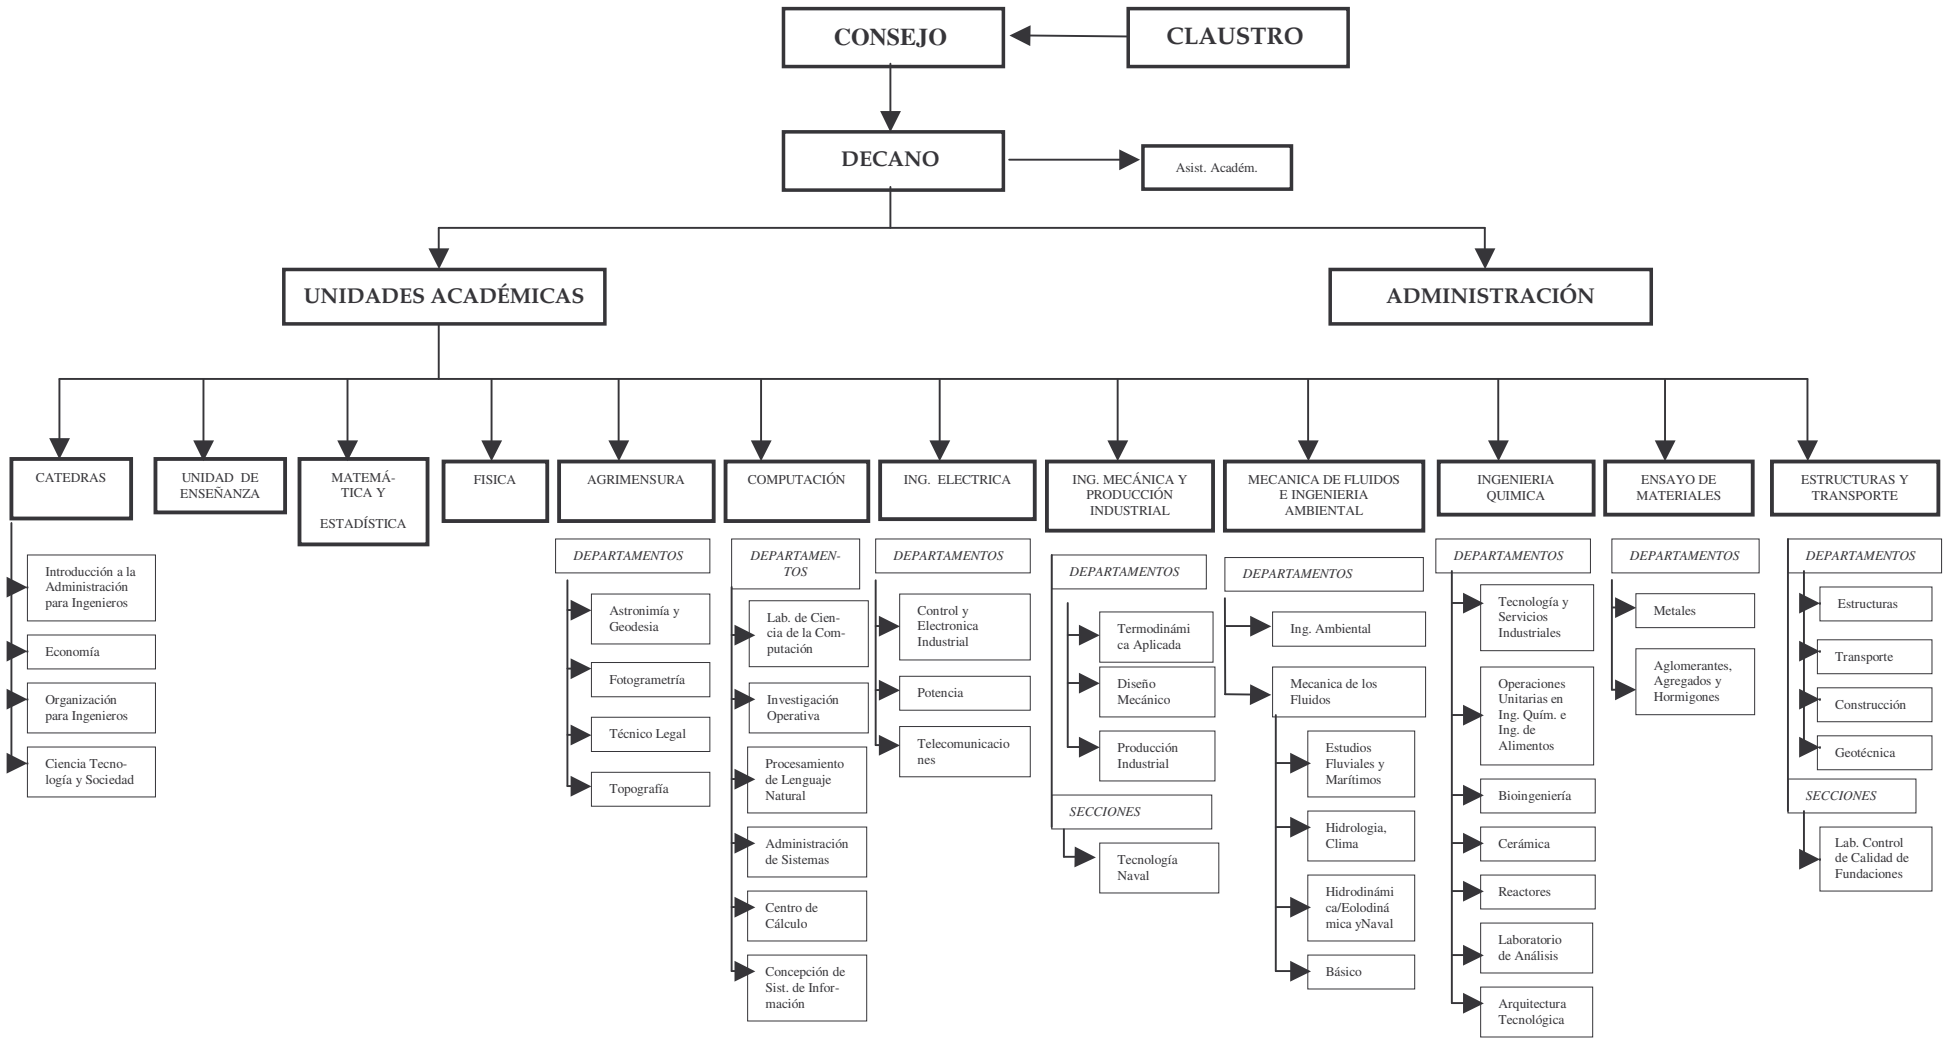 CONSEJO
CLAUSTRO
DECANO
Asist. Académ.
UNIDADES ACADÉMICAS
ADMINISTRACIÓN
CATEDRAS
UNIDAD DE
ENSEÑANZA
MATEMÁ-
TICA Y
ESTADÍSTICA
FISICA
AGRIMENSURA
COMPUTACIÓN
ING. ELECTRICA
ING. MECÁNICA Y
PRODUCCIÓN
INDUSTRIAL
MECANICA DE FLUIDOS
E INGENIERIA
AMBIENTAL
INGENIERIA
QUIMICA
ENSAYO DE
MATERIALES
ESTRUCTURAS Y
TRANSPORTE
Introducción a la
Administración
para Ingenieros
Economía
Organización
para Ingenieros
Ciencia Tecno-
logía y Sociedad
DEPARTAMENTOS
Astronimía y
Geodesia
Fotogrametría
Técnico Legal
Topografía
DEPARTAMEN-
TOS
Lab. de Cien-
cia de la Com-
putación
Investigación
Operativa
Procesamiento
de Lenguaje
Natural
Administración
de Sistemas
Centro de
Cálculo
Concepción de
Sist. de Infor-
mación
DEPARTAMENTOS
Control y
Electronica
Industrial
Potencia
Telecomunicacio
nes
DEPARTAMENTOS
Termodinámi
ca Aplicada
Diseño
Mecánico
Producción
Industrial
SECCIONES
Tecnología
Naval
DEPARTAMENTOS
Ing. Ambiental
Mecanica de los
Fluidos
Estudios
Fluviales y
Marítimos
Hidrologia,
Clima
Hidrodinámi
ca/Eolodiná
mica yNaval
Básico
DEPARTAMENTOS
Tecnología y
Servicios
Industriales
Operaciones
Unitarias en
Ing. Quím. e
Ing. de
Alimentos
Bioingeniería
Cerámica
Reactores
Laboratorio
de Análisis
Arquitectura
Tecnológica
DEPARTAMENTOS
Metales
Aglomerantes,
Agregados y
Hormigones
DEPARTAMENTOS
Estructuras
Transporte
Construcción
Geotécnica
SECCIONES
Lab. Control
de Calidad de
Fundaciones